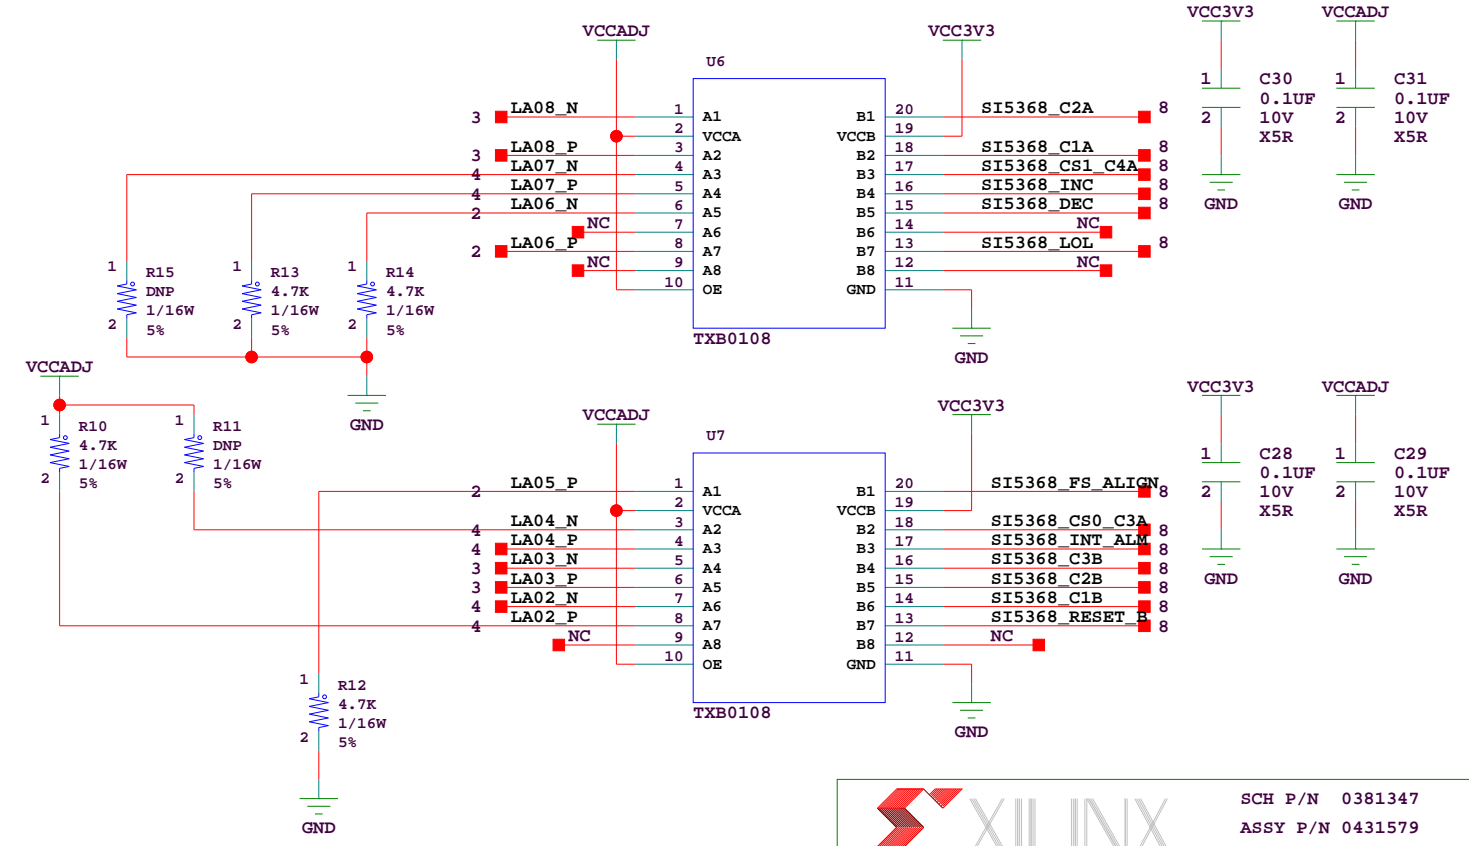 VCC3V3 VCCADJ
VCCADJ VCC3V3
U6
1 C30 1 C31
0.1UF 0.1UF
10V 10V
X5R X5R
2 2
GND GND
3 LA08_N 1 A1 B1 20 SI5368_C2A 8
2 VCCA VCCB 19
3 LA08_P 3 A2 B2 18 SI5368_C1A 8
4 LA07_N 4 A3 B3 17 SI5368_CS1_C4A 8
4 LA07_P 5 A4 B4 16 SI5368_INC 8
2 LA06_N 6 A5 B5 15 SI5368_DEC 8
NC 7 A6 B6 14 NC
2 LA06_P 8 A7 B7 13 SI5368_LOL 8
NC 9 A8 B8 12 NC
10 OE GND 11
TXB0108
GND
1 R15 1 R13 1 R14
DNP 4.7K 4.7K
1/16W 1/16W 1/16W
2 5% 2 5% 2 5%
GND
VCCADJ
1 R10 1 R11
4.7K DNP
1/16W 1/16W
2 5% 2 5%
VCCADJ VCC3V3
VCC3V3 VCCADJ
U7
1 C28 1 C29
0.1UF 0.1UF
2 10V 2 10V
X5R X5R
GND GND
2 LA05_P 1 A1 B1 20 SI5368_FS_ALIGN 8
2 VCCA VCCB 19
4 LA04_N 3 A2 B2 18 SI5368_CS0_C3A 8
4 LA04_P 4 A3 B3 17 SI5368_INT_ALM 8
3 LA03_N 5 A4 B4 16 SI5368_C3B 8
3 LA03_P 6 A5 B5 15 SI5368_C2B 8
4 LA02_N 7 A6 B6 14 SI5368_C1B 8
4 LA02_P 8 A7 B7 13 SI5368_RESET_B 8
NC 9 A8 B8 12 NC
10 OE GND 11
TXB0108
GND
1 R12
4.7K
1/16W
2 5%
GND
XILINX
SCH P/N 0381347
ASSY P/N 0431579